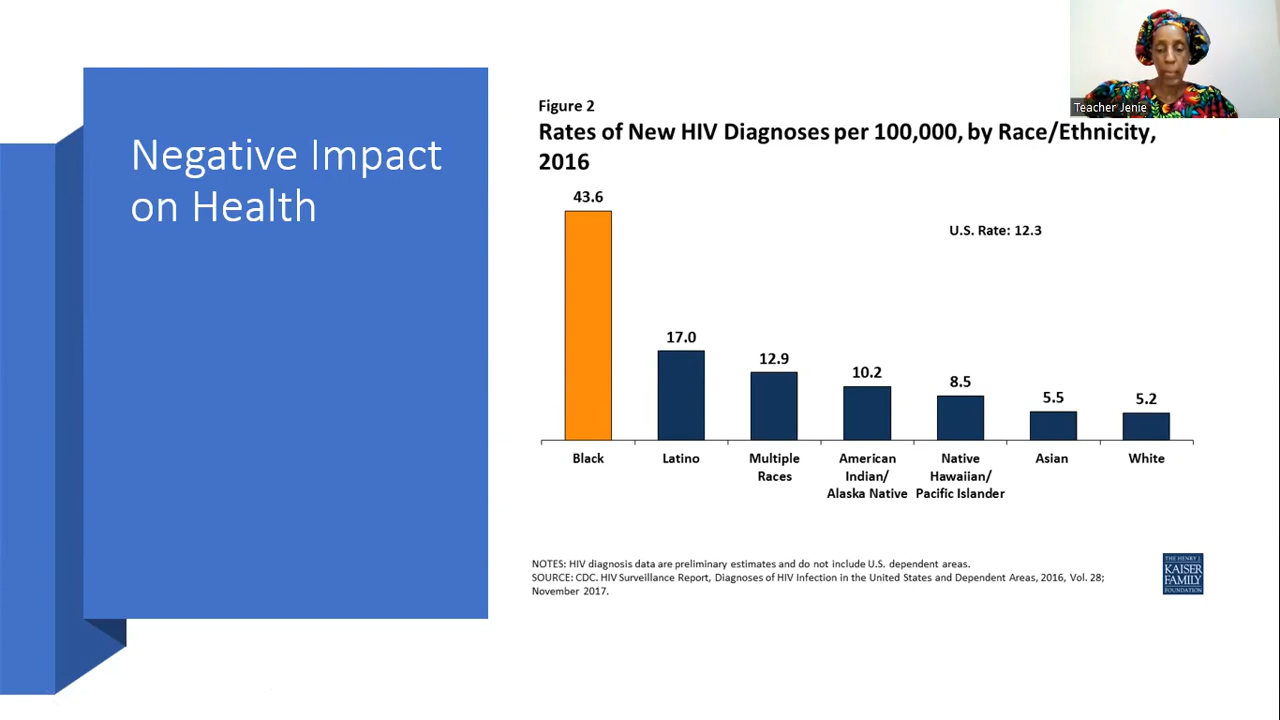 Negative Impact
on Health
Teacher Jenie
Figure 2
Rates of New HIV Diagnoses per 100,000, by Race/Ethnicity,
2016
43.6
U.S. Rate: 12.3
17.0
12.9
10.2
8.5
5.5
5.2
Black
Latino
Multiple
Races
American
Indian/
Alaska Native
Native
Hawaiian/
Pacific Islander
Asian
White
NOTES: HIV diagnosis data are preliminary estimates and do not include U.S. dependent areas.
SOURCE: CDC. HIV Surveillance Report, Diagnoses of HIV Infection in the United States and Dependent Areas, 2016, Vol. 28;
November 2017.
THE HENRY J.
KAISER
FAMILY
FOUNDATION